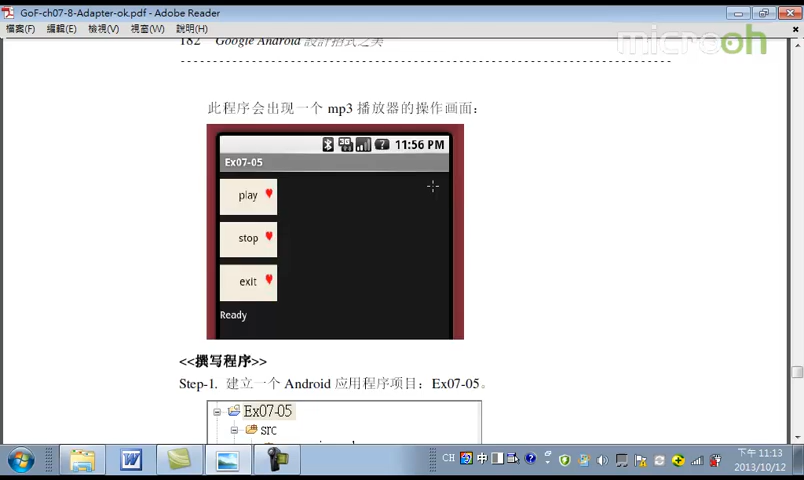 GoF-ch07-8-Adapter-ok.pdf - Adobe Reader
檔案(F) 編輯(E) 檢視(V) 視窗(W) 說明(H)
microoh
182 Google Android 設計招式之美
此程序会出现一个 mp3 播放器的操作画面：
3G 11:56 PM
Ex07-05
play
stop
exit
Ready
<<撰写程序>>
Step-1. 建立一个 Android 应用程序项目：Ex07-05。
Ex07-05
src
CH 中
下午 11:13
2013/10/12